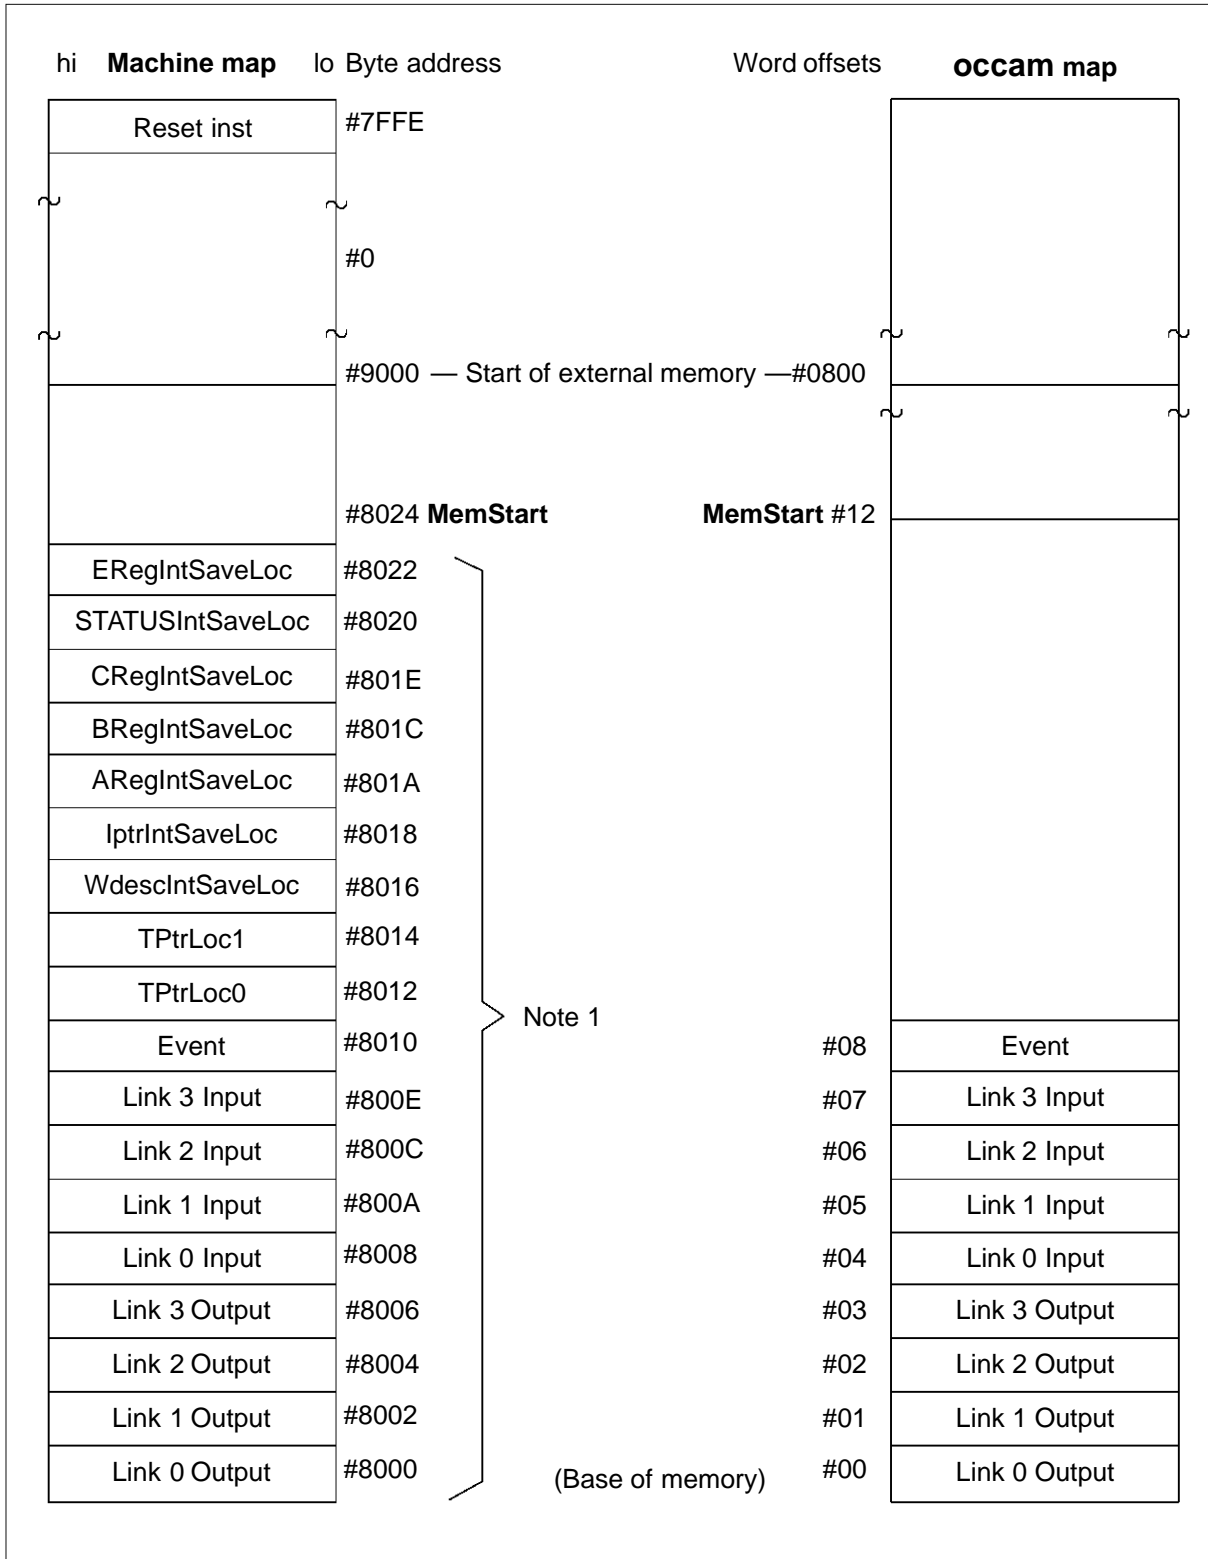 hi Machine map lo Byte address Word offsets occam map
Reset inst #7FFE
#0
#9000 — Start of external memory —#0800
#8024 MemStart MemStart #12
ERegIntSaveLoc #8022
STATUSIntSaveLoc #8020
CRegIntSaveLoc #801E
BRegIntSaveLoc #801C
ARegIntSaveLoc #801A
IptrIntSaveLoc #8018
WdescIntSaveLoc #8016
TPtrLoc1 #8014
TPtrLoc0 #8012
Note 1
Event #8010 #08 Event
Link 3 Input #800E #07 Link 3 Input
Link 2 Input #800C #06 Link 2 Input
Link 1 Input #800A #05 Link 1 Input
Link 0 Input #8008 #04 Link 0 Input
Link 3 Output #8006 #03 Link 3 Output
Link 2 Output #8004 #02 Link 2 Output
Link 1 Output #8002 #01 Link 1 Output
Link 0 Output #8000 (Base of memory) #00 Link 0 Output